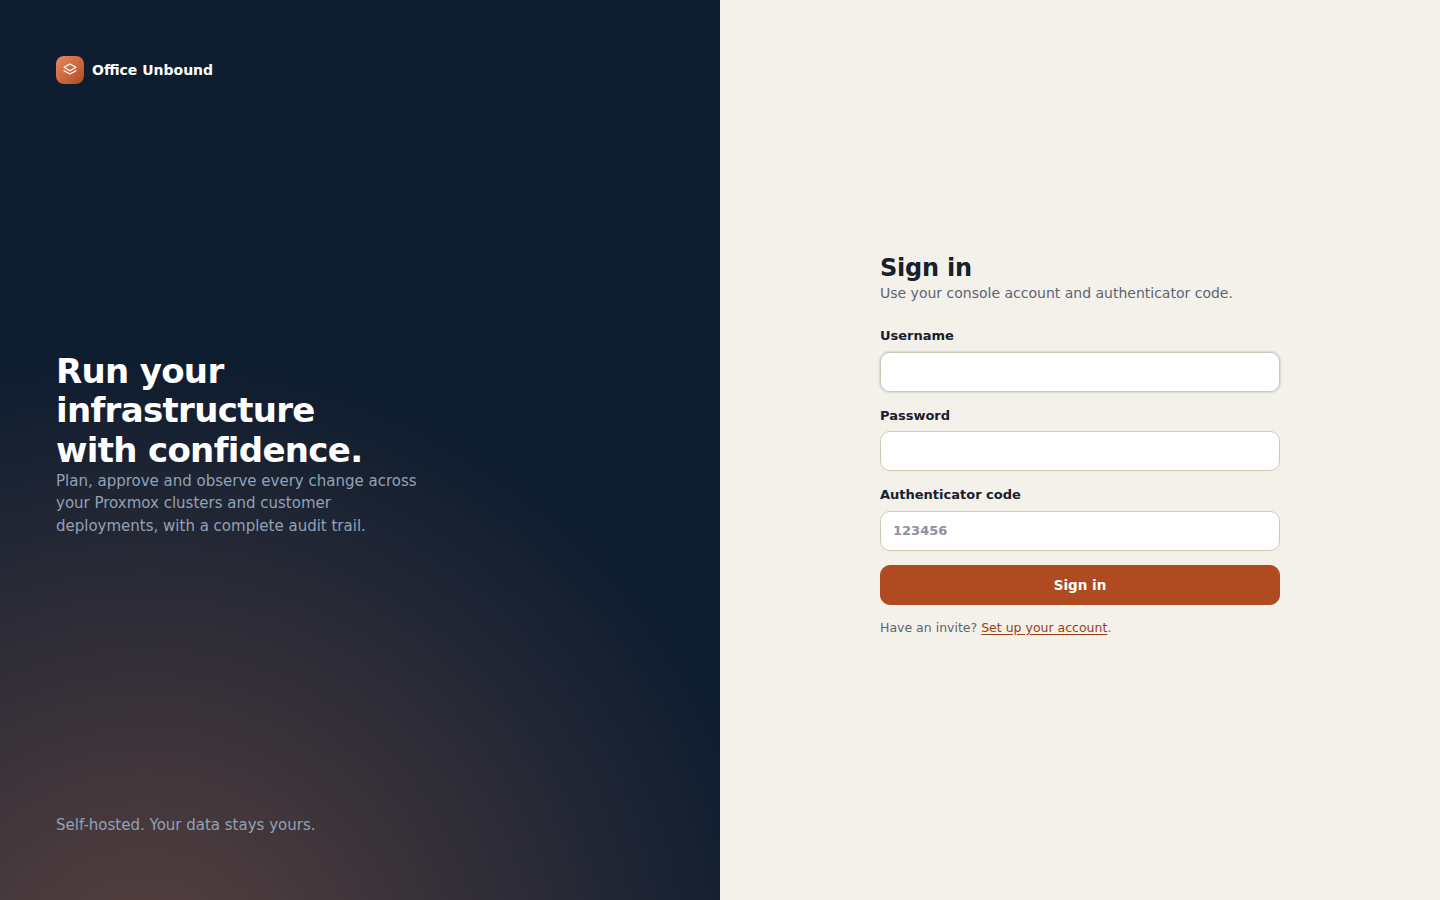 Office Unbound
Run your
infrastructure
with confidence.
Plan, approve and observe every change across
your Proxmox clusters and customer
deployments, with a complete audit trail.
Self-hosted. Your data stays yours.
Sign in
Use your console account and authenticator code.
Username
Password
Authenticator code
123456
Sign in
Have an invite? Set up your account.